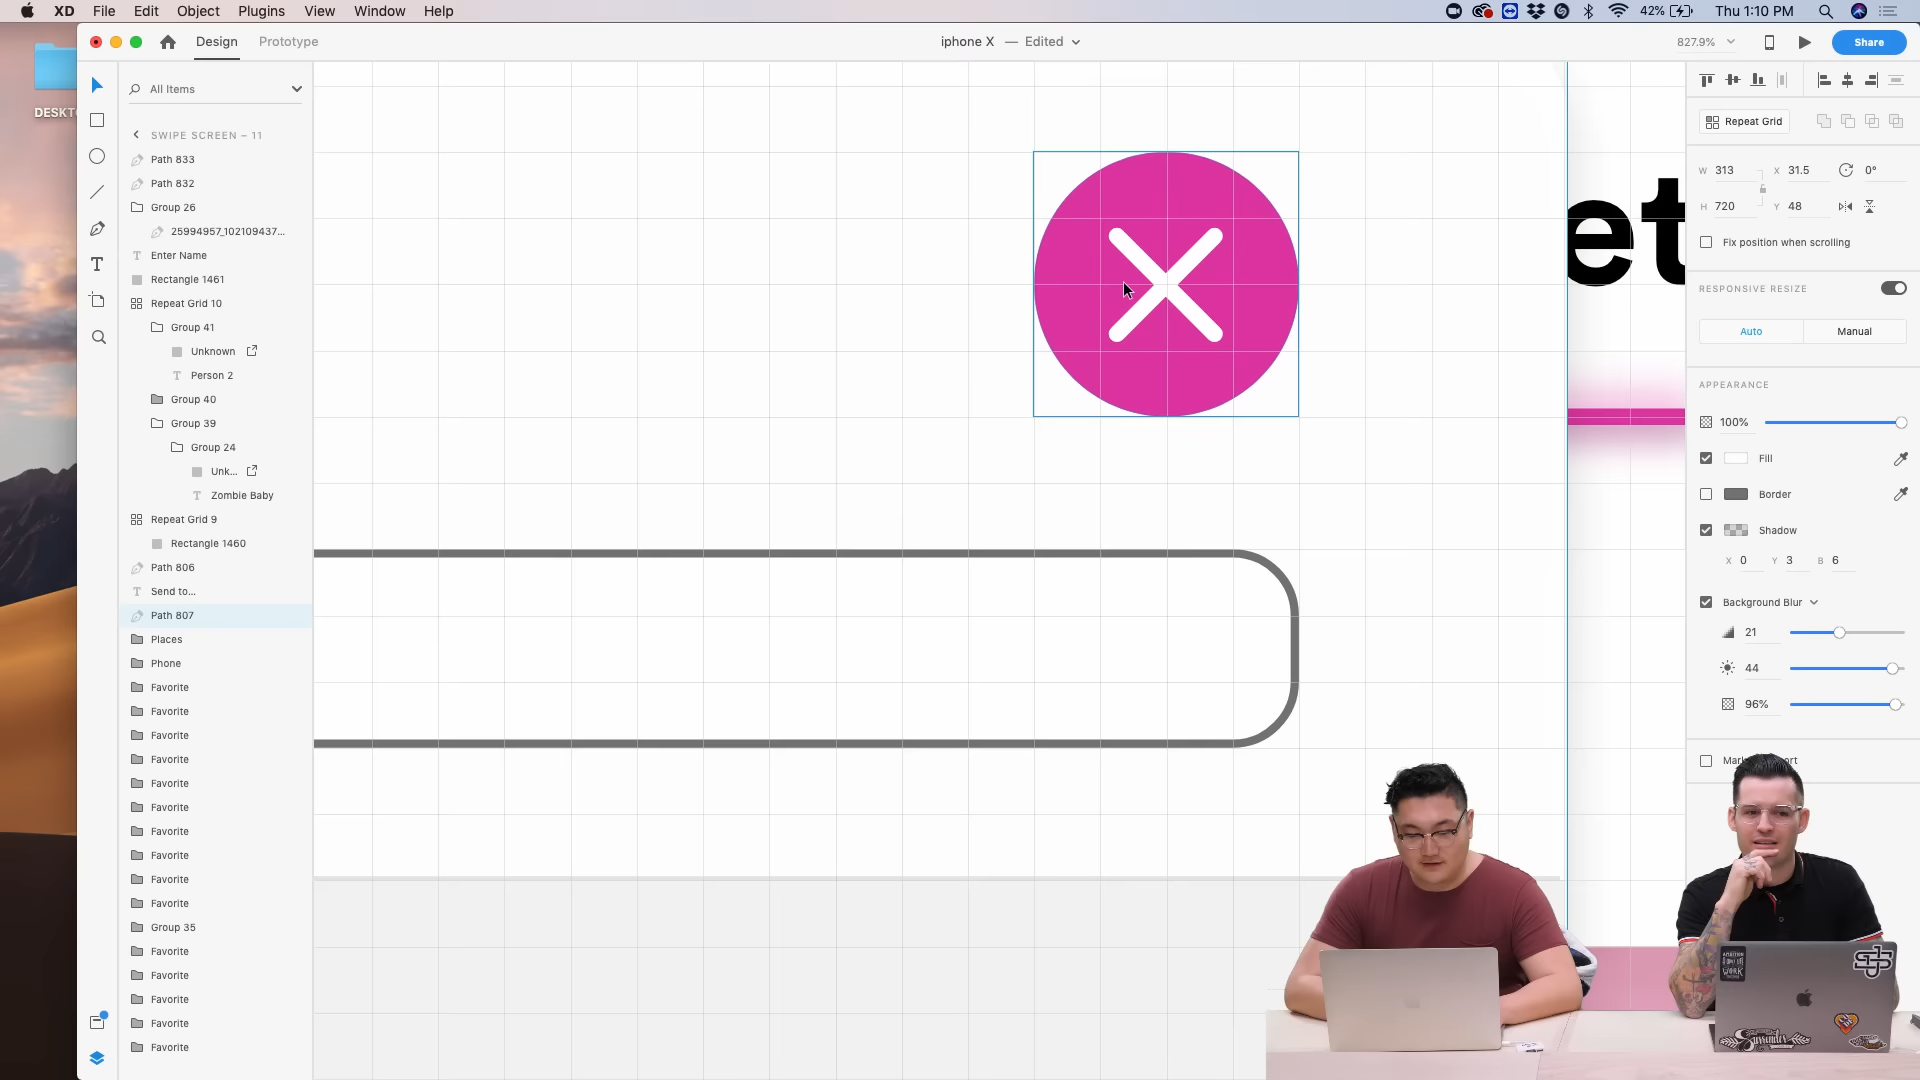 XD File Edit Object Plugins View Window Help
42% Thu 1:10 PM
Design Prototype
iphone X — Edited
827.9%
Share
DESKTO
All Items
SWIPE SCREEN – 11
Path 833
Path 832
Group 26
25994957_102109437...
Enter Name
Rectangle 1461
Repeat Grid 10
Group 41
Unknown
Person 2
Group 40
Group 39
Group 24
Unk...
Zombie Baby
Repeat Grid 9
Rectangle 1460
Path 806
Send to...
Path 807
Places
Phone
Favorite
Favorite
Favorite
Favorite
Favorite
Favorite
Favorite
Favorite
Favorite
Favorite
Group 35
Favorite
Favorite
Favorite
Favorite
Favorite
et
Repeat Grid
W 313 X 31.5 0°
H 720 Y 48
Fix position when scrolling
RESPONSIVE RESIZE
Auto Manual
APPEARANCE
100%
Fill
Border
Shadow
X 0 Y 3 B 6
Background Blur
21
44
96%